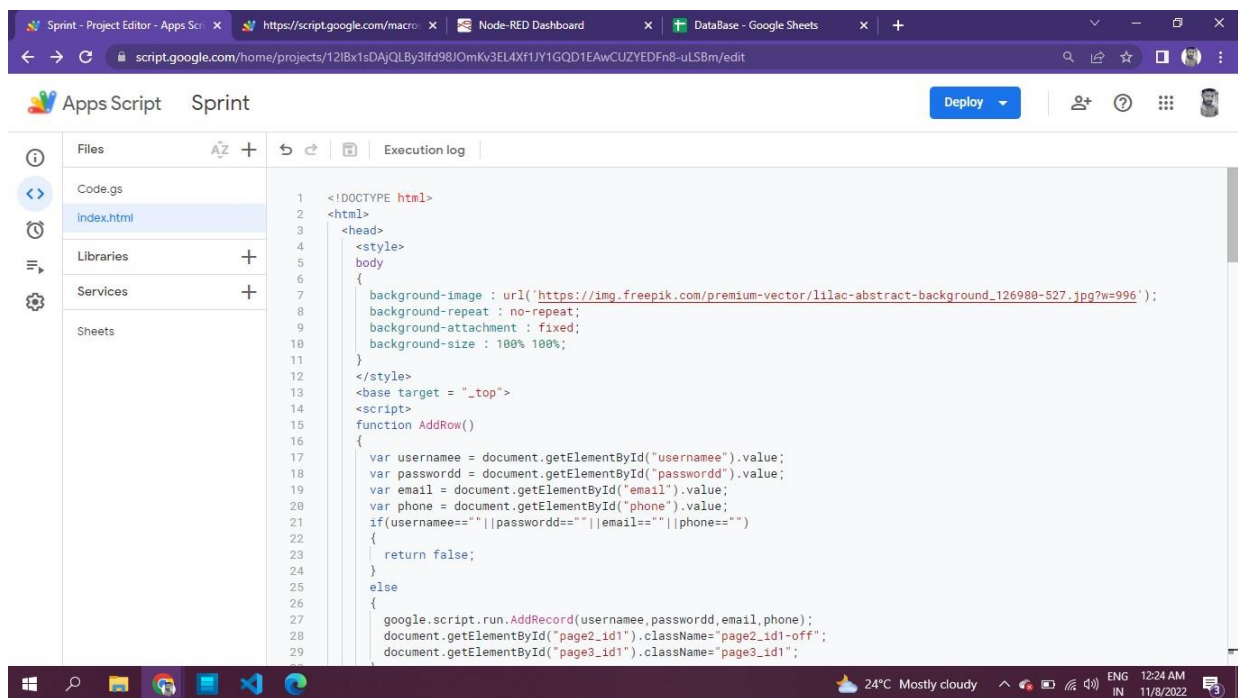 Sprint - Project Editor - Apps Scri
https://script.google.com/macro
Node-RED Dashboard
DataBase - Google Sheets
script.google.com/home/projects/12IBx1sDAjQLBy3Ifd98JOmKv3EL4Xf1JY1GQD1EAwCUZYEDFn8-uLSBm/edit
Apps Script Sprint
Deploy
Files
AZ
Execution log
Code.gs
index.html
Libraries
Services
Sheets
1 <!DOCTYPE html>
2 <html>
3 <head>
4 <style>
5 body
6 {
7 background-image : url('https://img.freepik.com/premium-vector/lilac-abstract-background_126980-527.jpg?w=996');
8 background-repeat : no-repeat;
9 background-attachment : fixed;
10 background-size : 100% 100%;
11 }
12 </style>
13 <base target = "_top">
14 <script>
15 function AddRow()
16 {
17 var usernamee = document.getElementById("usernamee").value;
18 var passwordd = document.getElementById("passwordd").value;
19 var email = document.getElementById("email").value;
20 var phone = document.getElementById("phone").value;
21 if(usernamee==""||passwordd==""||email==""||phone=="")
22 {
23 return false;
24 }
25 else
26 {
27 google.script.run.AddRecord(usernamee,passwordd,email,phone);
28 document.getElementById("page2_id1").className="page2_id1-off";
29 document.getElementById("page3_id1").className="page3_id1";
24°C Mostly cloudy
ENG
IN
12:24 AM
11/8/2022
3